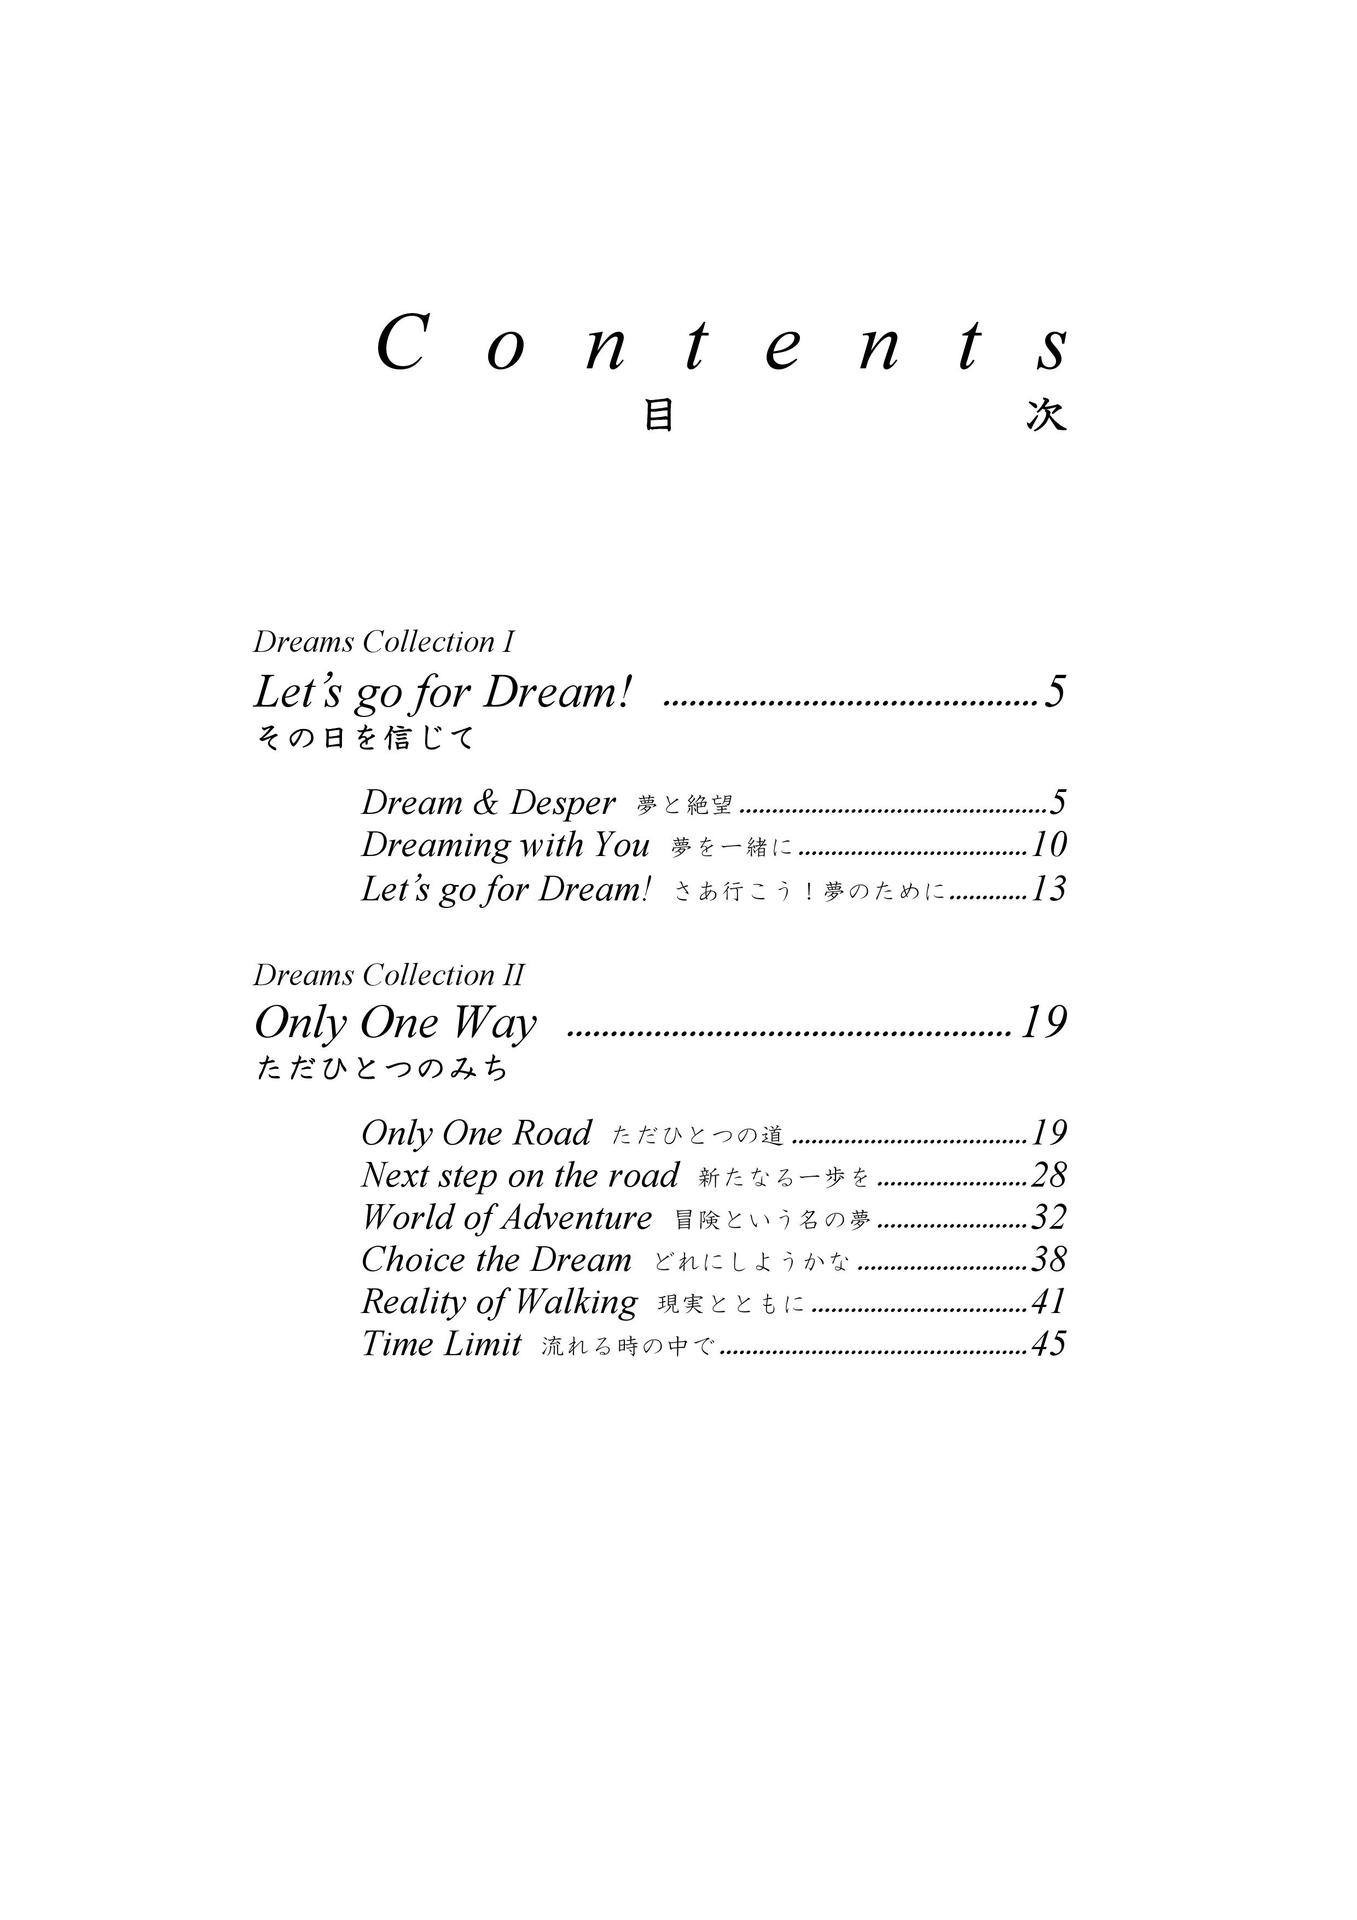 Contents
目次
Dreams Collection I
Let’s go for Dream! ............................................5
その日を信じて
Dream & Desper 夢と絶望................................................5
Dreaming with You 夢を一緒に....................................10
Let’s go for Dream! さあ行こう！夢のために............13
Dreams Collection II
Only One Way ....................................................19
ただひとつのみち
Only One Road ただひとつの道....................................19
Next step on the road 新たなる一歩を.......................28
World of Adventure 冒険という名の夢.......................32
Choice the Dream どれにしようかな..........................38
Reality of Walking 現実とともに.................................41
Time Limit 流れる時の中で...............................................45